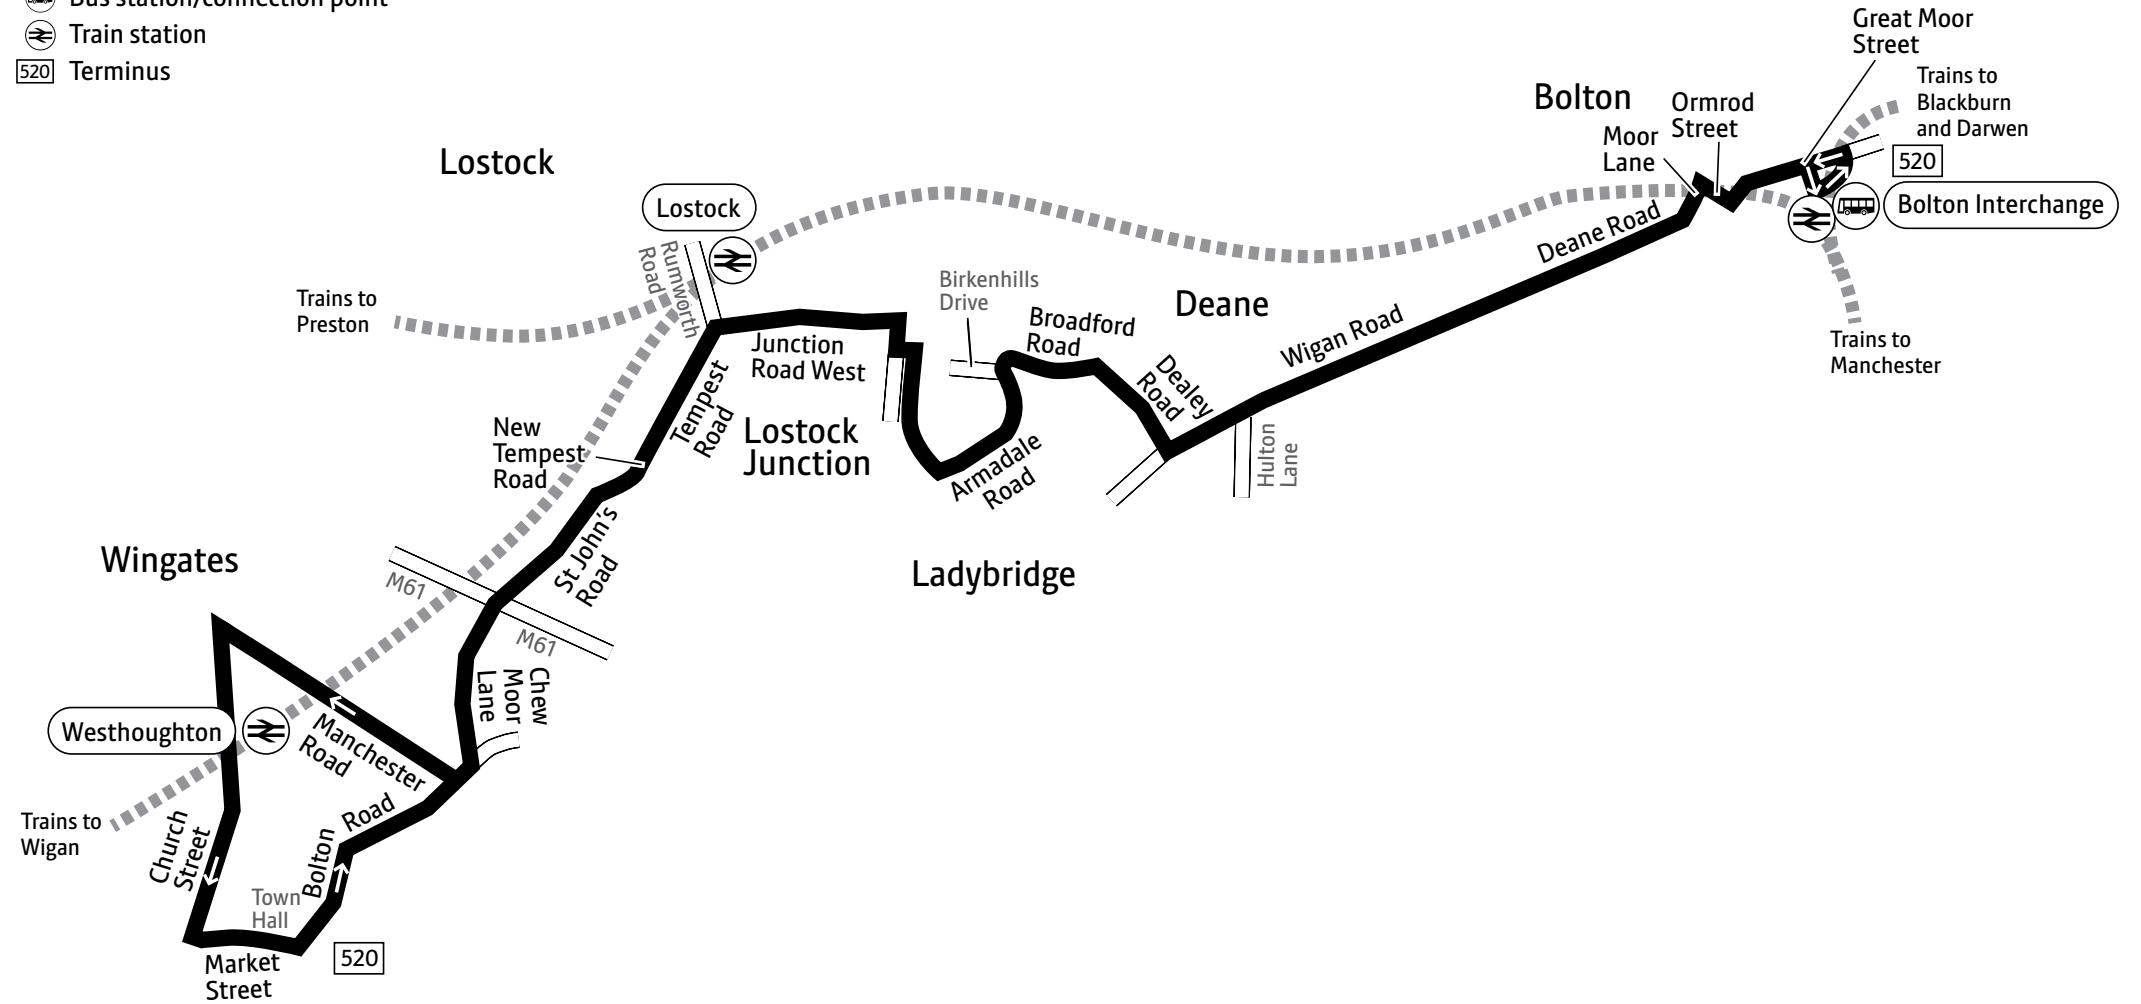 Bus station/connection point
Train station
520 Terminus
Great Moor
Street
Trains to
Blackburn
and Darwen
Bolton
Ormrod
Street
Moor
Lane
520
Bolton Interchange
Trains to
Manchester
Lostock
Lostock
Rumworth
Road
Trains to
Preston
Deane Road
Birkenhills
Drive
Deane
Broadford
Road
Wigan Road
Junction
Road West
Dealey
Road
Tempest
Road
Lostock
Junction
Hulton
Lane
New
Tempest
Road
Armadale
Road
St John's
Road
Wingates
Ladybridge
M61
M61
Chew
Moor
Lane
Westhoughton
Manchester
Road
Trains to
Wigan
Church
Street
Bolton
Road
Town
Hall
520
Market
Street